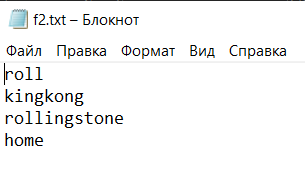 f2.txt – Блокнот
Файл Правка Формат Вид Справка
roll
kingkong
rollingstone
home